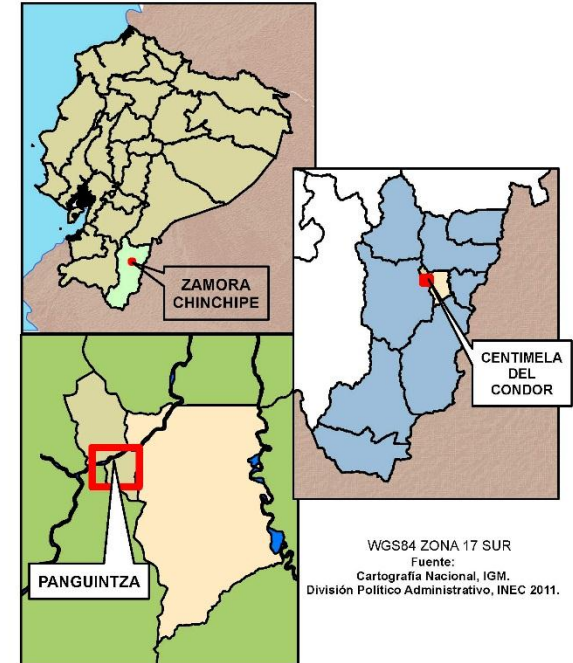 ZAMORA
CHINCHIPE
CENTIMELA
DEL
CONDOR
PANGUINTZA
WGS84 ZONA 17 SUR
Fuente:
Cartografía Nacional, IGM.
División Político Administrativo, INEC 2011.